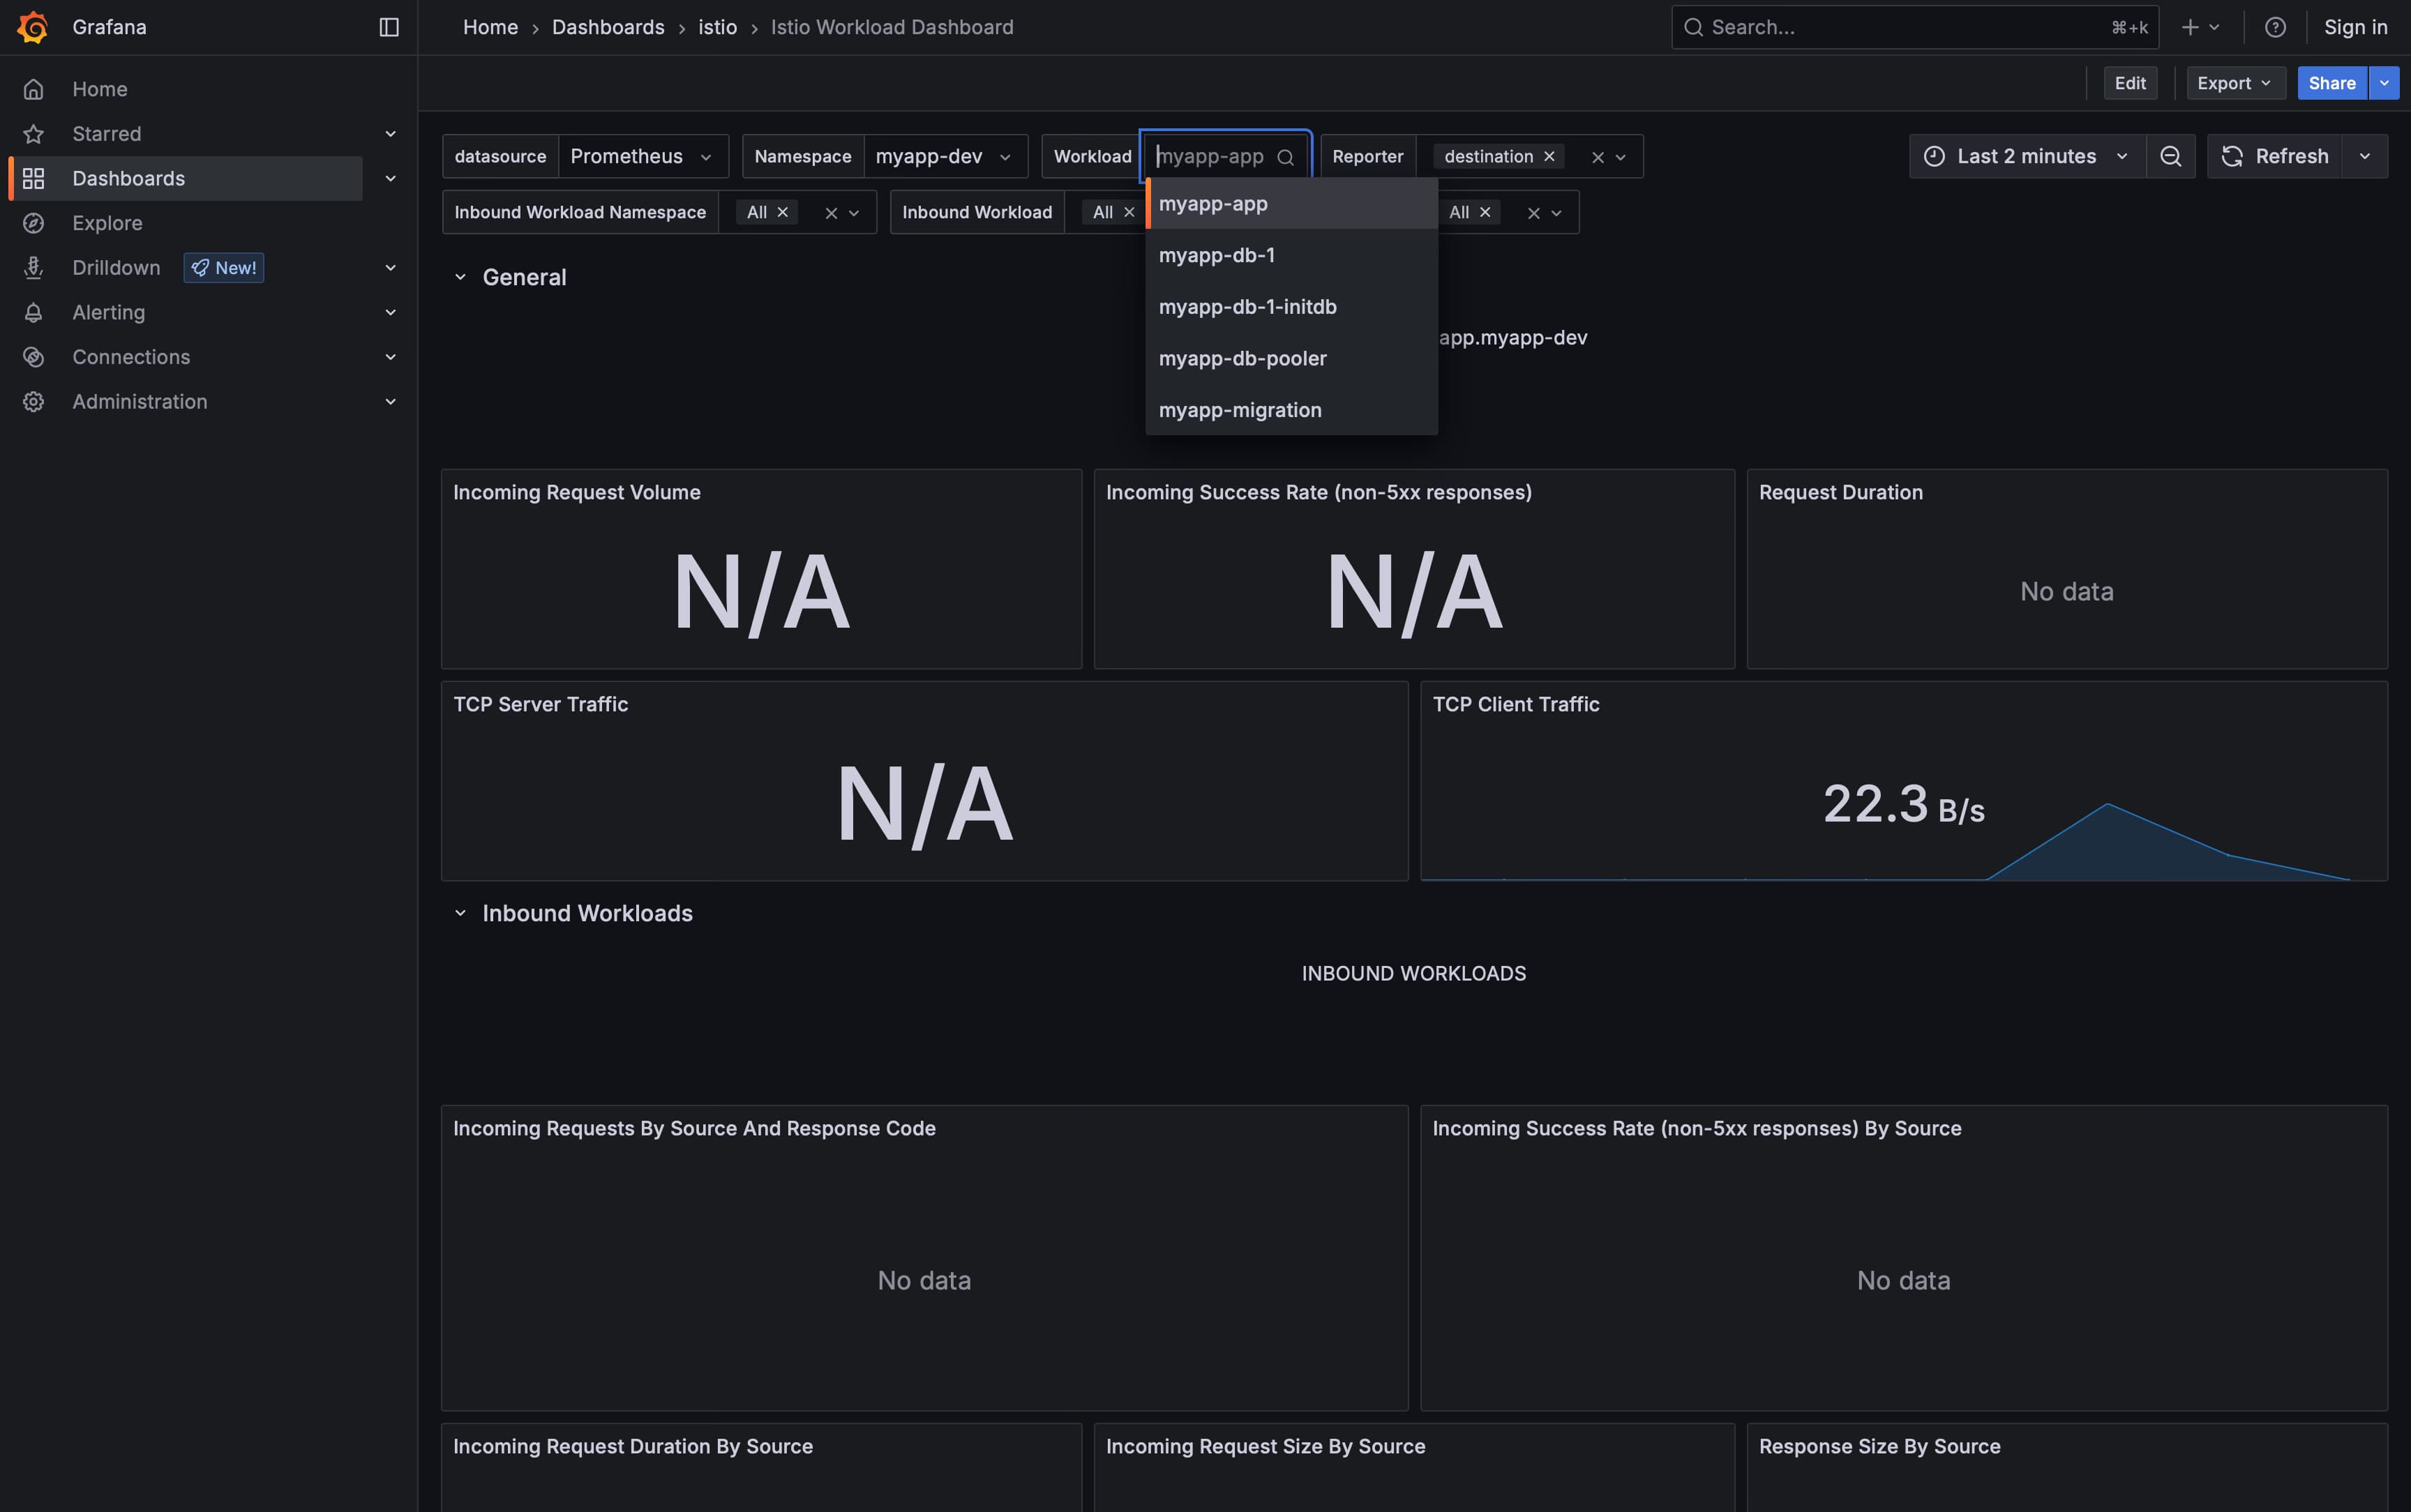 Grafana
Home › Dashboards › istio › Istio Workload Dashboard
Search...
⌘+k
Sign in
Home
Starred
Dashboards
Explore
Drilldown New!
Alerting
Connections
Administration
Edit
Export
Share
datasource Prometheus
Namespace myapp-dev
Workload myapp-app
Reporter destination
Last 2 minutes
Refresh
Inbound Workload Namespace All
Inbound Workload All
All
myapp-app
myapp-db-1
myapp-db-1-initdb
myapp-db-pooler
myapp-migration
General
app.myapp-dev
Incoming Request Volume
N/A
Incoming Success Rate (non-5xx responses)
N/A
Request Duration
No data
TCP Server Traffic
N/A
TCP Client Traffic
22.3 B/s
Inbound Workloads
INBOUND WORKLOADS
Incoming Requests By Source And Response Code
No data
Incoming Success Rate (non-5xx responses) By Source
No data
Incoming Request Duration By Source
Incoming Request Size By Source
Response Size By Source